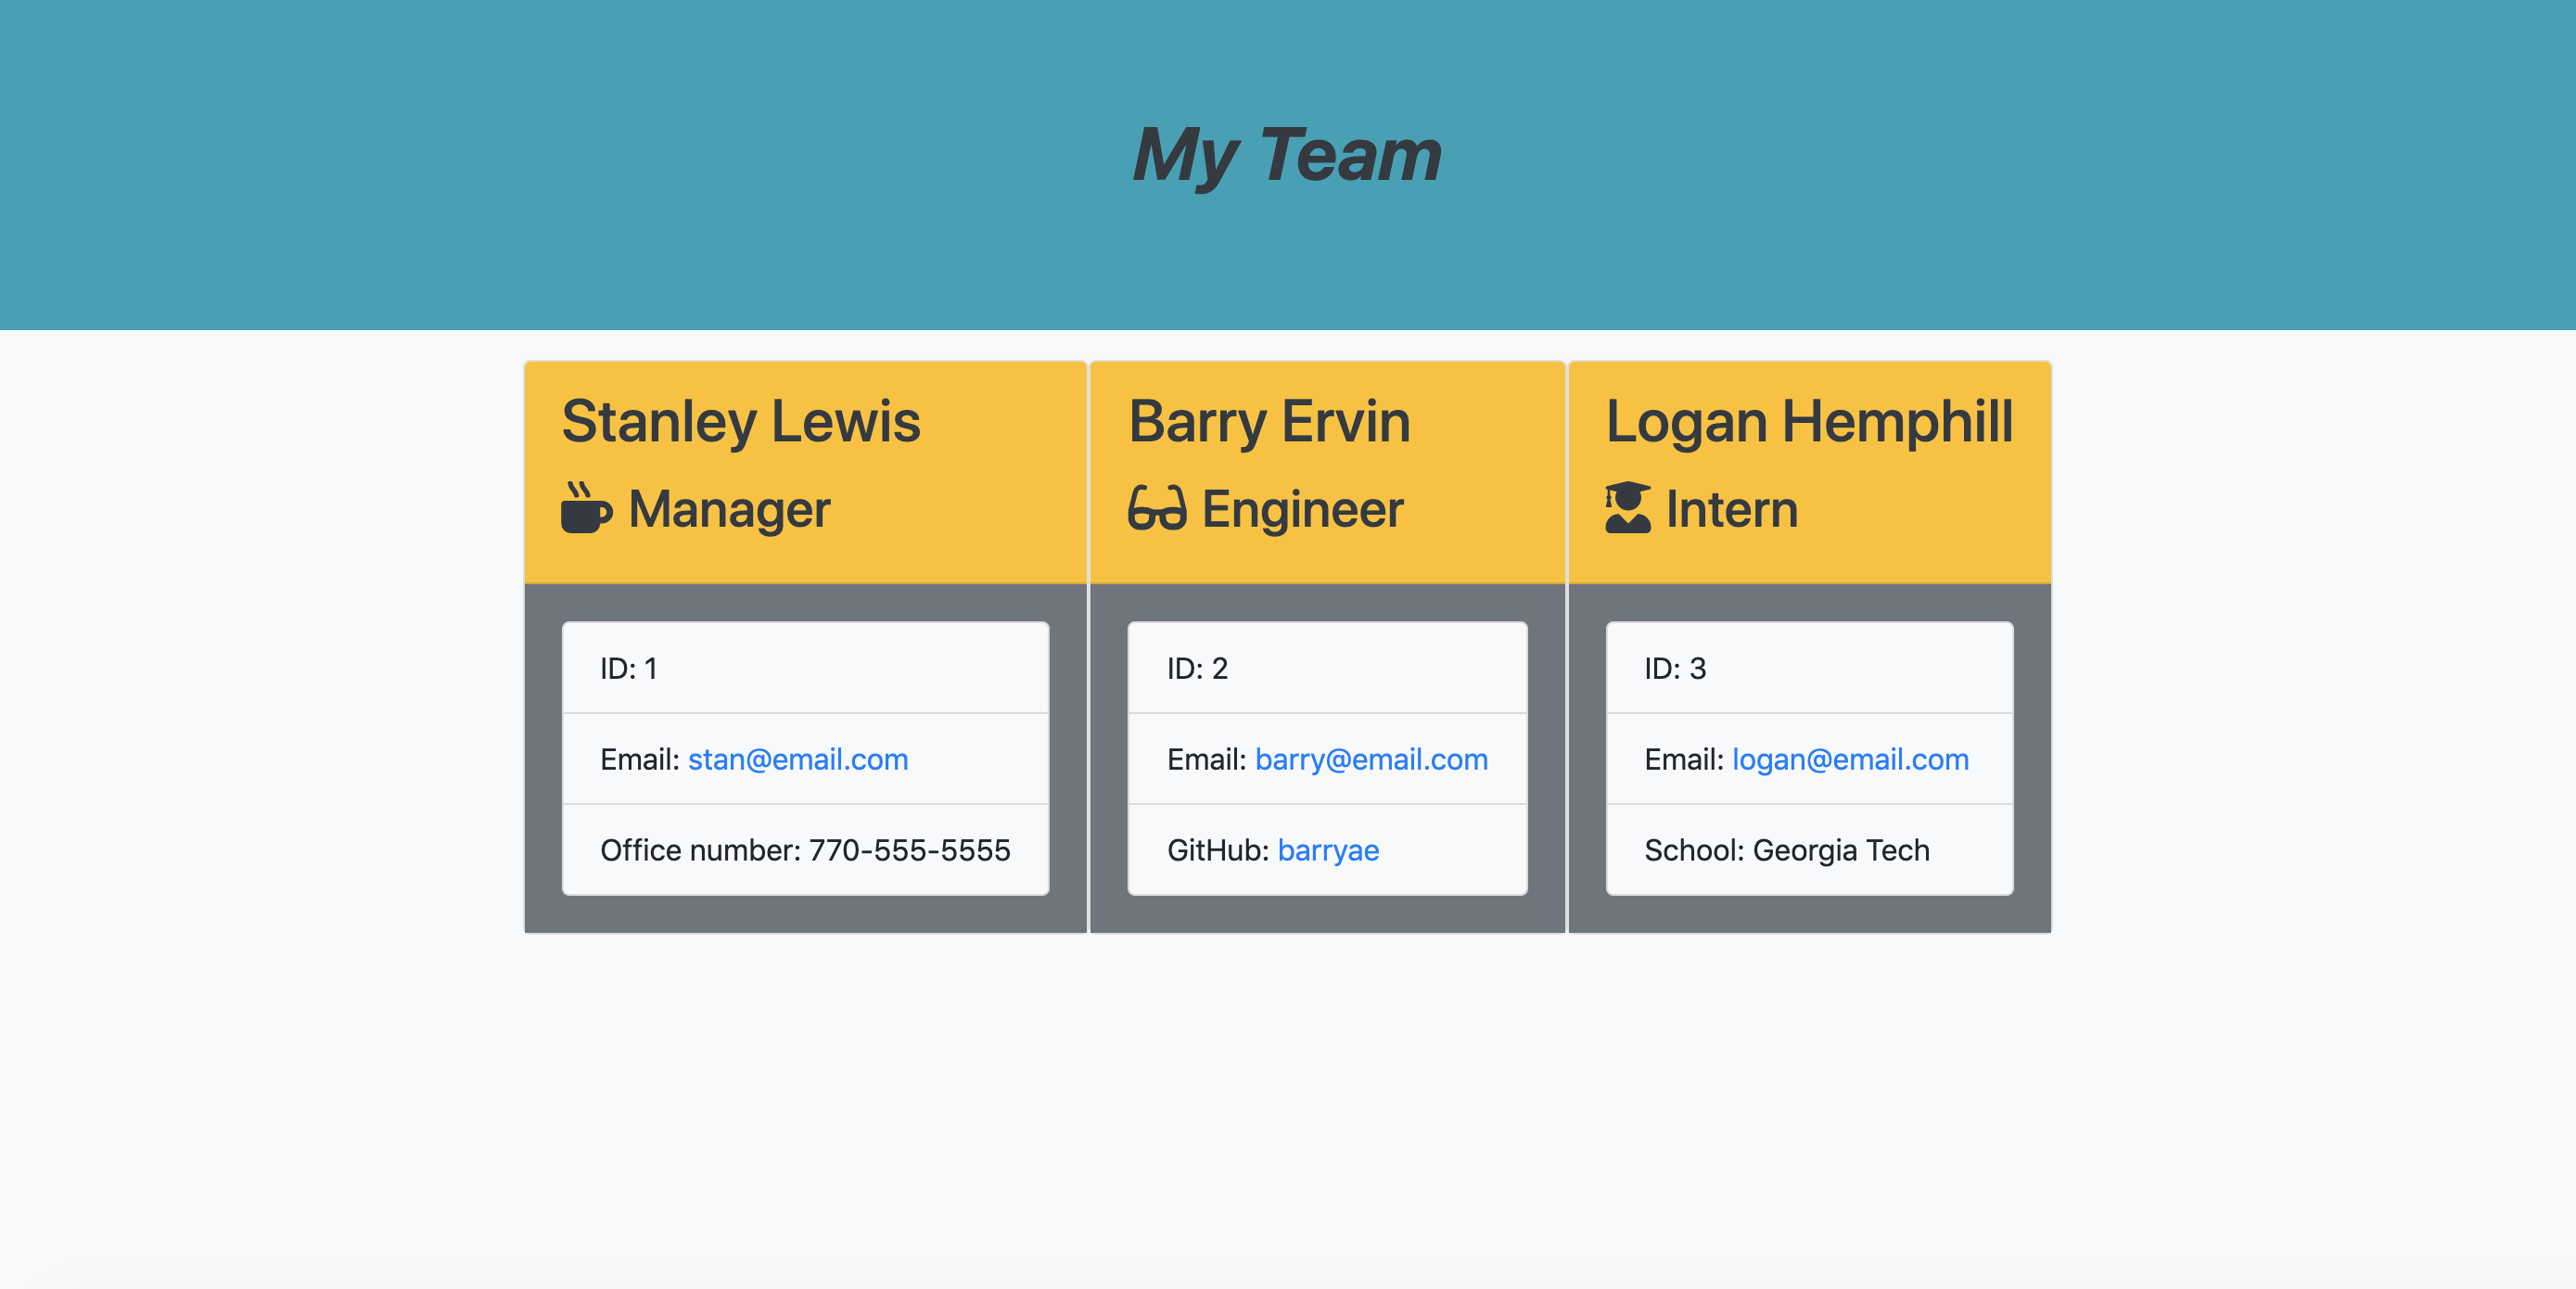 My Team
Stanley Lewis
Manager
ID: 1
Email: stan@email.com
Office number: 770-555-5555
Barry Ervin
Engineer
ID: 2
Email: barry@email.com
GitHub: barryae
Logan Hemphill
Intern
ID: 3
Email: logan@email.com
School: Georgia Tech